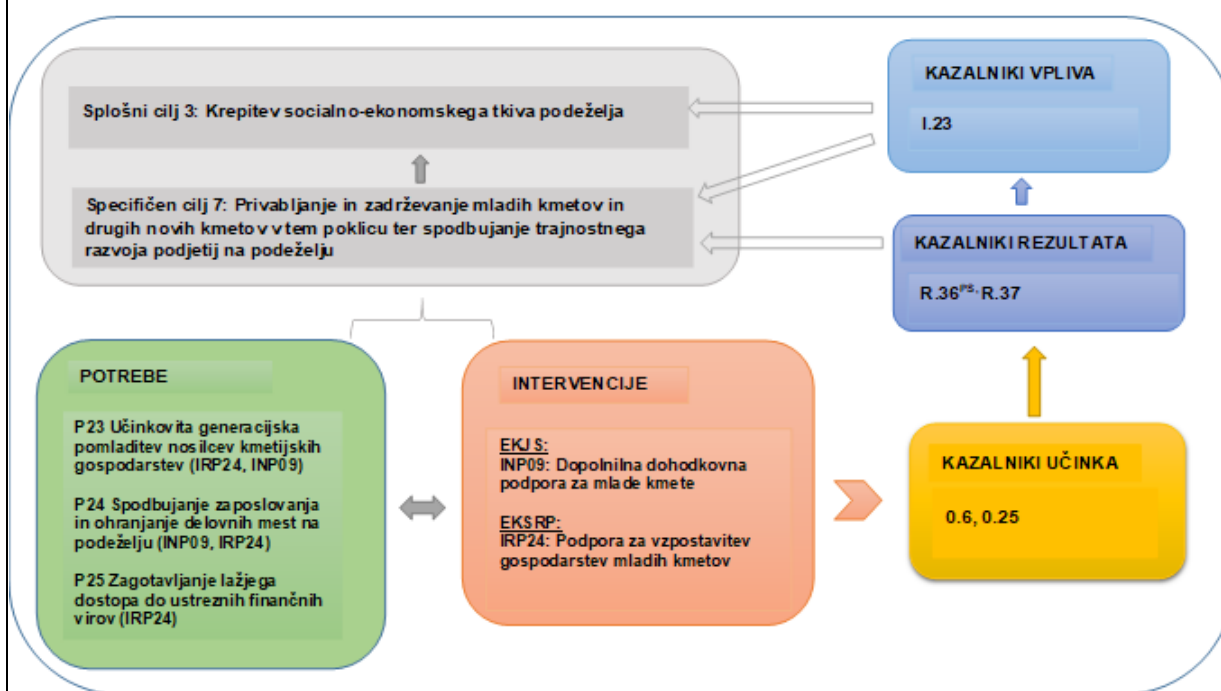 Splošni cilj 3: Krepitev socialno-ekonomskega tkiva podeželja
Specifičen cilj 7: Privabljanje in zadrževanje mladih kmetov in
drugih novih kmetov v tem poklicu ter spodbujanje trajnostnega
razvoja podjetij na podeželju
KAZALNIKI VPLIVA
I.23
KAZALNIKI REZULTATA
R.36PS, R.37
POTREBE
P23 Učinkovita generacijska
pomladitev nosilcev kmetijskih
gospodarstev (IRP24, INP09)
P24 Spodbujanje zaposlovanja
in ohranjanje delovnih mest na
podeželju (INP09, IRP24)
P25 Zagotavljanje lažjega
dostopa do ustreznih finančnih
virov (IRP24)
INTERVENCIJE
EKJS:
INP09: Dopolnilna dohodkovna
podpora za mlade kmete
EKSRP:
IRP24: Podpora za vzpostavitev
gospodarstev mladih kmetov
KAZALNIKI UČINKA
0.6, 0.25